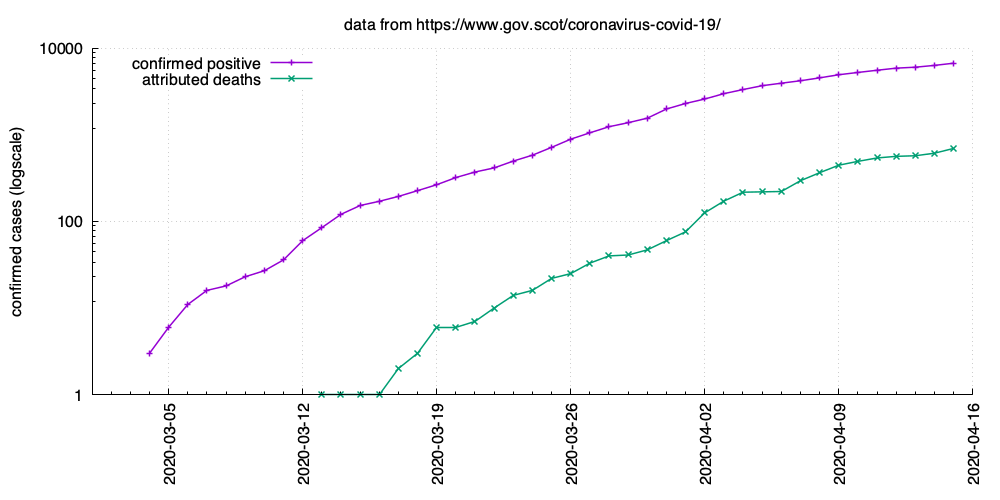 data from https://www.gov.scot/coronavirus-covid-19/
confirmed positive
attributed deaths
confirmed cases (logscale)
10000
100
1
2020-03-05
2020-03-12
2020-03-19
2020-03-26
2020-04-02
2020-04-09
2020-04-16